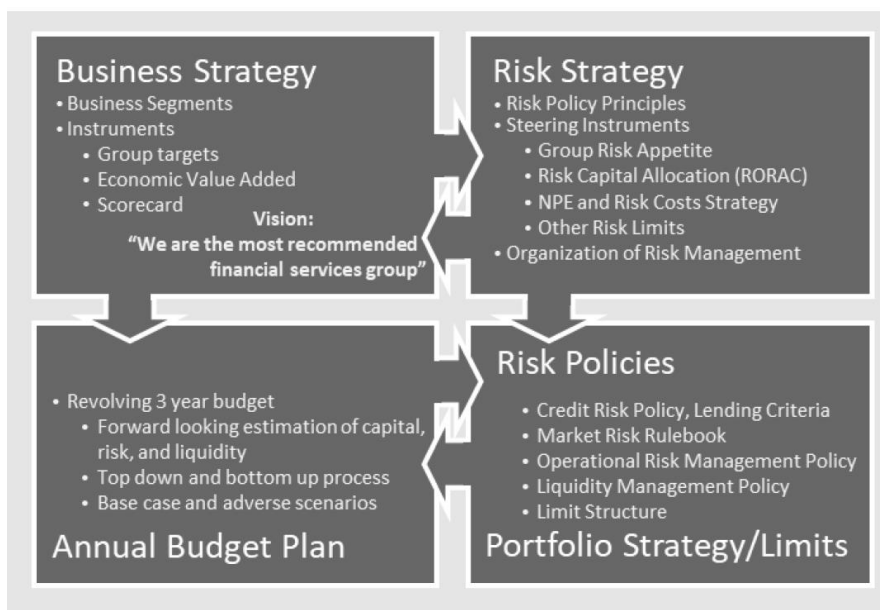 Business Strategy
• Business Segments
• Instruments
• Group targets
• Economic Value Added
• Scorecard
Vision:
“We are the most recommended
financial services group”
Risk Strategy
• Risk Policy Principles
• Steering Instruments
• Group Risk Appetite
• Risk Capital Allocation (RORAC)
• NPE and Risk Costs Strategy
• Other Risk Limits
• Organization of Risk Management
• Revolving 3 year budget
• Forward looking estimation of capital,
risk, and liquidity
• Top down and bottom up process
• Base case and adverse scenarios
Annual Budget Plan
Risk Policies
• Credit Risk Policy, Lending Criteria
• Market Risk Rulebook
• Operational Risk Management Policy
• Liquidity Management Policy
• Limit Structure
Portfolio Strategy/Limits